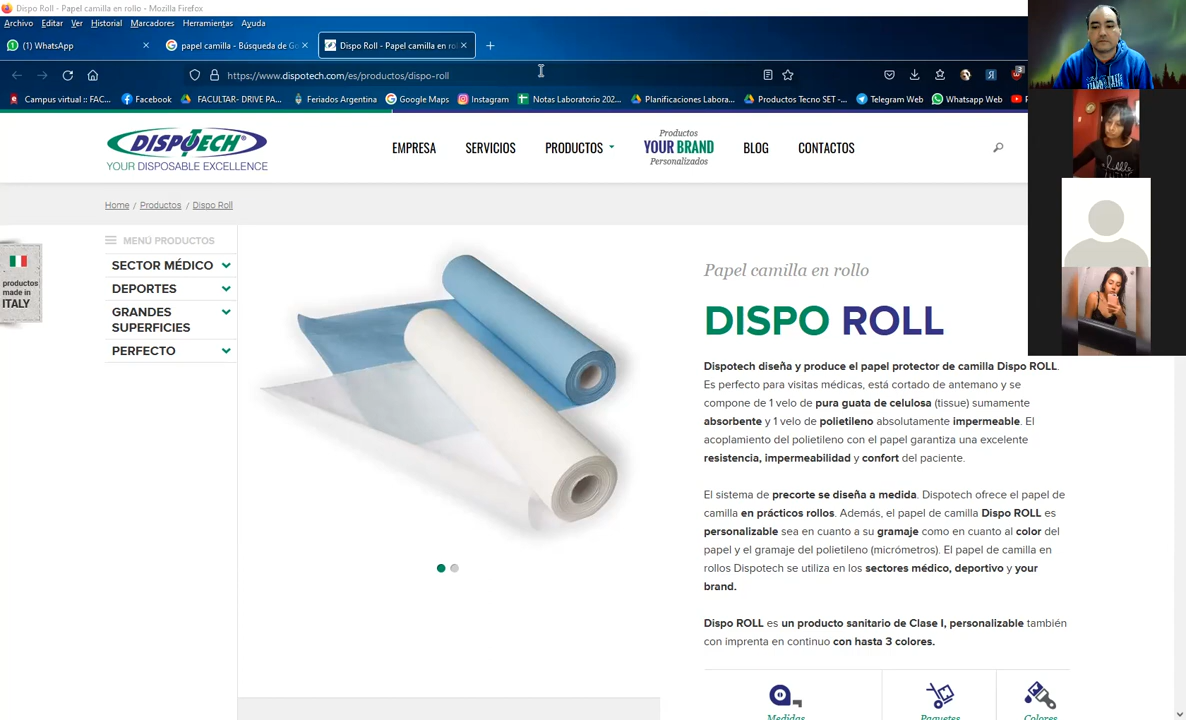 Dispo Roll - Papel camilla en rollo - Mozilla Firefox
Archivo Editar Ver Historial Marcadores Herramientas Ayuda
(1) WhatsApp
papel camilla - Búsqueda de Go
Dispo Roll - Papel camilla en rol
https://www.dispotech.com/es/productos/dispo-roll
Campus virtual :: FAC...
Facebook
FACULTAR- DRIVE PA...
Feriados Argentina
Google Maps
Instagram
Notas Laboratorio 202...
Planificaciones Labora...
Productos Tecno SET -...
Telegram Web
Whatsapp Web
DISPOTECH®
YOUR DISPOSABLE EXCELLENCE
EMPRESA
SERVICIOS
PRODUCTOS
Productos
YOUR BRAND
Personalizados
BLOG
CONTACTOS
Home / Productos / Dispo Roll
productos
made in
ITALY
MENÚ PRODUCTOS
SECTOR MÉDICO
DEPORTES
GRANDES
SUPERFICIES
PERFECTO
Papel camilla en rollo
DISPO ROLL
Dispotech diseña y produce el papel protector de camilla Dispo ROLL.
Es perfecto para visitas médicas, está cortado de antemano y se
compone de 1 velo de pura guata de celulosa (tissue) sumamente
absorbente y 1 velo de polietileno absolutamente impermeable. El
acoplamiento del polietileno con el papel garantiza una excelente
resistencia, impermeabilidad y confort del paciente.
El sistema de precorte se diseña a medida. Dispotech ofrece el papel de
camilla en prácticos rollos. Además, el papel de camilla Dispo ROLL es
personalizable sea en cuanto a su gramaje como en cuanto al color del
papel y el gramaje del polietileno (micrómetros). El papel de camilla en
rollos Dispotech se utiliza en los sectores médico, deportivo y your
brand.
Dispo ROLL es un producto sanitario de Clase I, personalizable también
con imprenta en continuo con hasta 3 colores.
Medidas
Paquetes
Colores